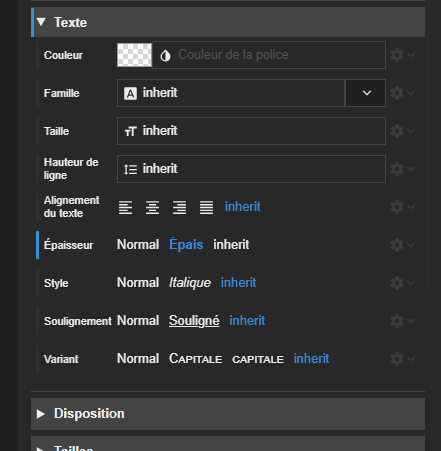 Texte
Couleur Couleur de la police
Famille inherit
Taille inherit
Hauteur de
ligne
inherit
Alignement
du texte
inherit
Épaisseur Normal Épais inherit
Style Normal Italique inherit
Soulignement Normal Souligné inherit
Variant Normal CAPITALE CAPITALE inherit
Disposition
Tailles